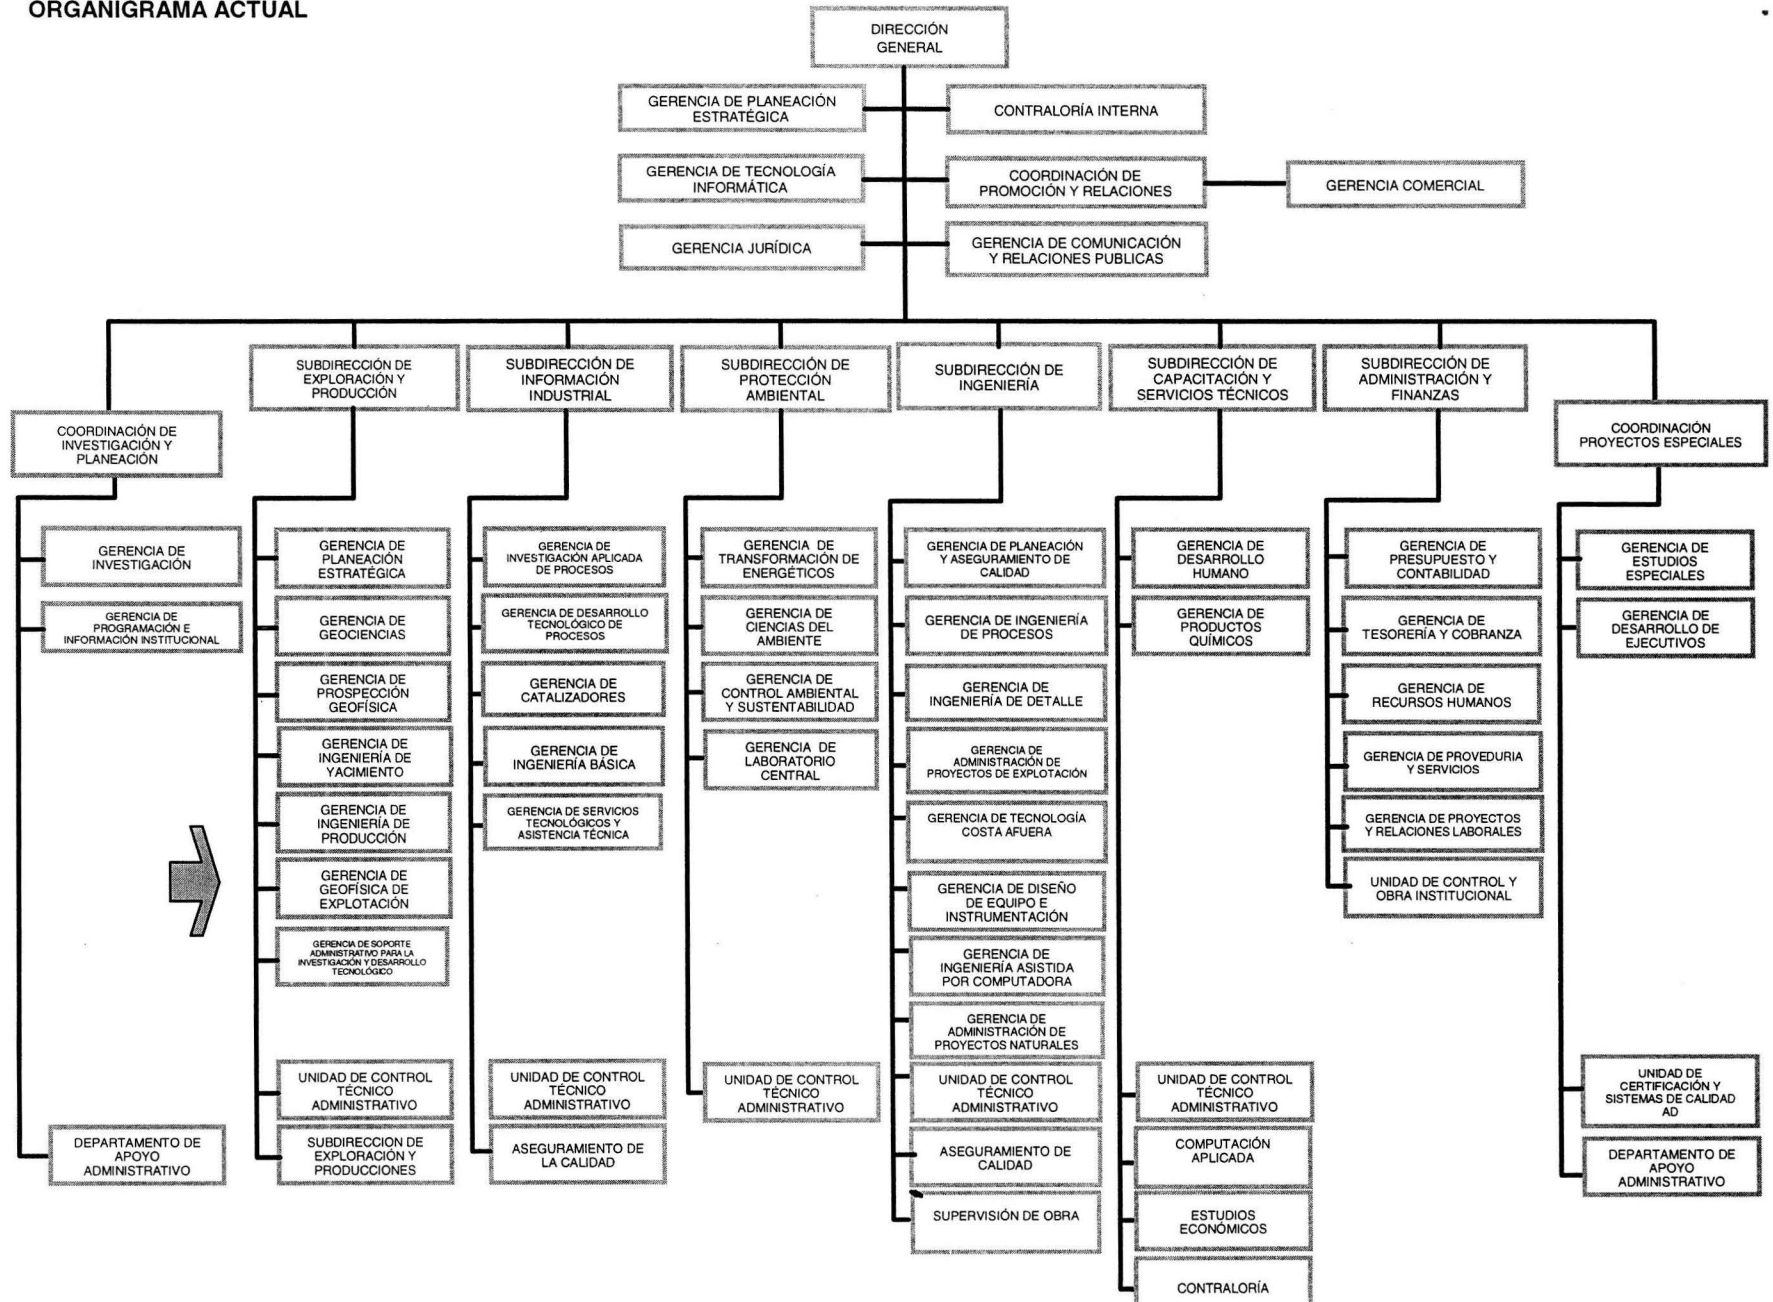 ORGANIGRAMA ACTUAL
DIRECCIÓN
GENERAL
GERENCIA DE PLANEACIÓN
ESTRATÉGICA
CONTRALORÍA INTERNA
GERENCIA DE TECNOLOGÍA
INFORMÁTICA
COORDINACIÓN DE
PROMOCIÓN Y RELACIONES
GERENCIA COMERCIAL
GERENCIA JURÍDICA
GERENCIA DE COMUNICACIÓN
Y RELACIONES PUBLICAS
COORDINACIÓN DE
INVESTIGACIÓN Y
PLANEACIÓN
GERENCIA DE
INVESTIGACIÓN
GERENCIA DE
PROGRAMACIÓN E
INFORMACIÓN INSTITUCIONAL
DEPARTAMENTO DE
APOYO
ADMINISTRATIVO
SUBDIRECCIÓN DE
EXPLORACIÓN Y
PRODUCCIÓN
GERENCIA DE
PLANEACIÓN
ESTRATÉGICA
GERENCIA DE
GEOCIENCIAS
GERENCIA DE
PROSPECCIÓN
GEOFÍSICA
GERENCIA DE
INGENIERÍA DE
YACIMIENTO
GERENCIA DE
INGENIERÍA DE
PRODUCCIÓN
GERENCIA DE
GEOFÍSICA DE
EXPLOTACIÓN
GERENCIA DE SOPORTE
ADMINISTRATIVO PARA LA
INVESTIGACIÓN Y DESARROLLO
TECNOLÓGICO
UNIDAD DE CONTROL
TÉCNICO
ADMINISTRATIVO
SUBDIRECCION DE
EXPLORACIÓN Y
PRODUCCIONES
SUBDIRECCIÓN DE
INFORMACIÓN
INDUSTRIAL
GERENCIA DE
INVESTIGACIÓN APLICADA
DE PROCESOS
GERENCIA DE DESARROLLO
TECNOLÓGICO DE
PROCESOS
GERENCIA DE
CATALIZADORES
GERENCIA DE
INGENIERÍA BÁSICA
GERENCIA DE SERVICIOS
TECNOLÓGICOS Y
ASISTENCIA TÉCNICA
UNIDAD DE CONTROL
TÉCNICO
ADMINISTRATIVO
ASEGURAMIENTO DE
LA CALIDAD
SUBDIRECCIÓN DE
PROTECCIÓN
AMBIENTAL
GERENCIA DE
TRANSFORMACIÓN DE
ENERGÉTICOS
GERENCIA DE
CIENCIAS DEL
AMBIENTE
GERENCIA DE
CONTROL AMBIENTAL
Y SUSTENTABILIDAD
GERENCIA DE
LABORATORIO
CENTRAL
UNIDAD DE CONTROL
TÉCNICO
ADMINISTRATIVO
SUBDIRECCIÓN DE
INGENIERÍA
GERENCIA DE PLANEACIÓN
Y ASEGURAMIENTO DE
CALIDAD
GERENCIA DE INGENIERÍA
DE PROCESOS
GERENCIA DE
INGENIERÍA DE DETALLE
GERENCIA DE
ADMINISTRACIÓN DE
PROYECTOS DE EXPLOTACIÓN
GERENCIA DE TECNOLOGÍA
COSTA AFUERA
GERENCIA DE DISEÑO
DE EQUIPO E
INSTRUMENTACIÓN
GERENCIA DE
INGENIERÍA ASISTIDA
POR COMPUTADORA
GERENCIA DE
ADMINISTRACIÓN DE
PROYECTOS NATURALES
UNIDAD DE CONTROL
TÉCNICO
ADMINISTRATIVO
ASEGURAMIENTO DE
CALIDAD
SUPERVISIÓN DE OBRA
SUBDIRECCIÓN DE
CAPACITACIÓN Y
SERVICIOS TÉCNICOS
GERENCIA DE
DESARROLLO
HUMANO
GERENCIA DE
PRODUCTOS
QUÍMICOS
UNIDAD DE CONTROL
TÉCNICO
ADMINISTRATIVO
COMPUTACIÓN
APLICADA
ESTUDIOS
ECONÓMICOS
CONTRALORÍA
SUBDIRECCIÓN DE
ADMINISTRACIÓN Y
FINANZAS
GERENCIA DE
PRESUPUESTO Y
CONTABILIDAD
GERENCIA DE
TESORERÍA Y COBRANZA
GERENCIA DE
RECURSOS HUMANOS
GERENCIA DE PROVEDURIA
Y SERVICIOS
GERENCIA DE PROYECTOS
Y RELACIONES LABORALES
UNIDAD DE CONTROL Y
OBRA INSTITUCIONAL
COORDINACIÓN
PROYECTOS ESPECIALES
GERENCIA DE
ESTUDIOS
ESPECIALES
GERENCIA DE
DESARROLLO DE
EJECUTIVOS
UNIDAD DE
CERTIFICACIÓN Y
SISTEMAS DE CALIDAD
AD
DEPARTAMENTO DE
APOYO
ADMINISTRATIVO